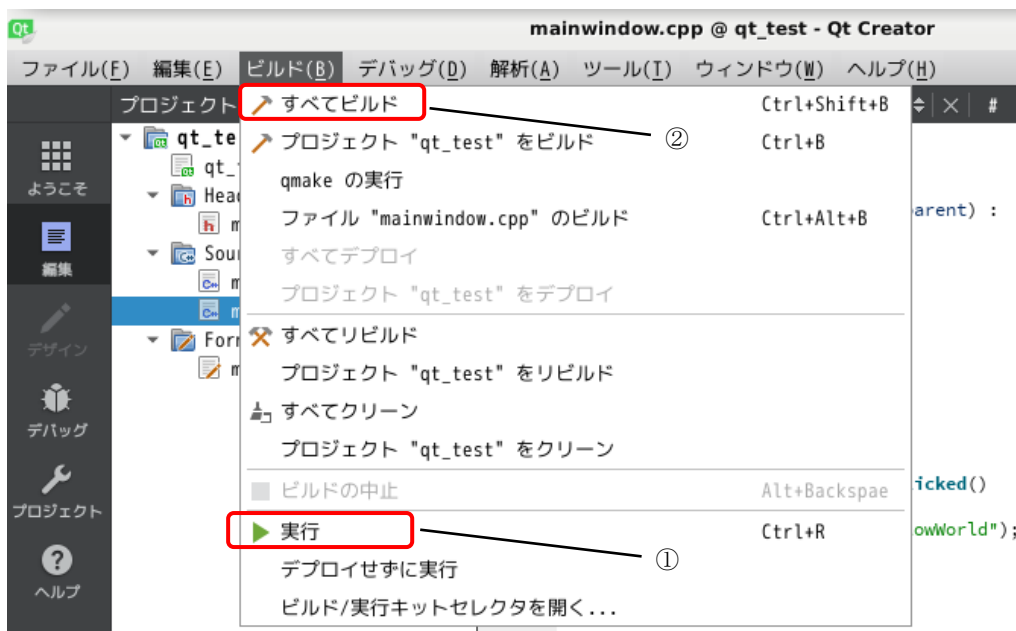 Qt mainwindow.cpp @ qt_test - Qt Creator
ファイル(F) 編集(E) ビルド(B) デバッグ(D) 解析(A) ツール(T) ウィンドウ(W) ヘルプ(H)
プロジェクト #
すべてビルド Ctrl+Shift+B
②
qt_te
プロジェクト "qt_test" をビルド Ctrl+B
qt_
qmake の実行
ようこそ
Head
ファイル "mainwindow.cpp" のビルド Ctrl+Alt+B
arent) :
h m
すべてデプロイ
Sour
編集
プロジェクト "qt_test" をデプロイ
C++ m
C++ m
すべてリビルド
Form
デザイン
プロジェクト "qt_test" をリビルド
m
すべてクリーン
デバッグ
プロジェクト "qt_test" をクリーン
ビルドの中止 Alt+Backspae
icked()
プロジェクト
実行 Ctrl+R
owWorld");
①
デプロイせずに実行
?
ヘルプ
ビルド/実行キットセレクタを開く...